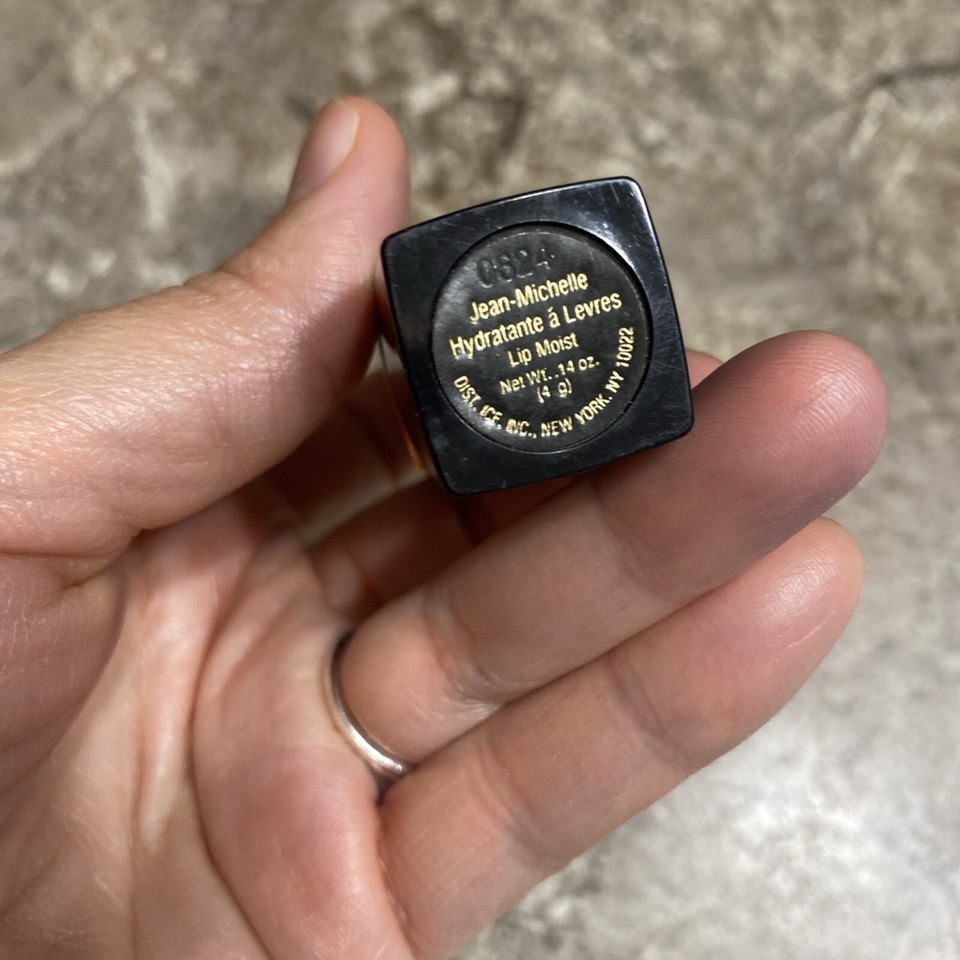 0624
Jean-Michelle
Hydratante á Levres
Lip Moist
Net Wt. .14 oz.
(4 g)
DIST. ICE, INC., NEW YORK, NY 10022